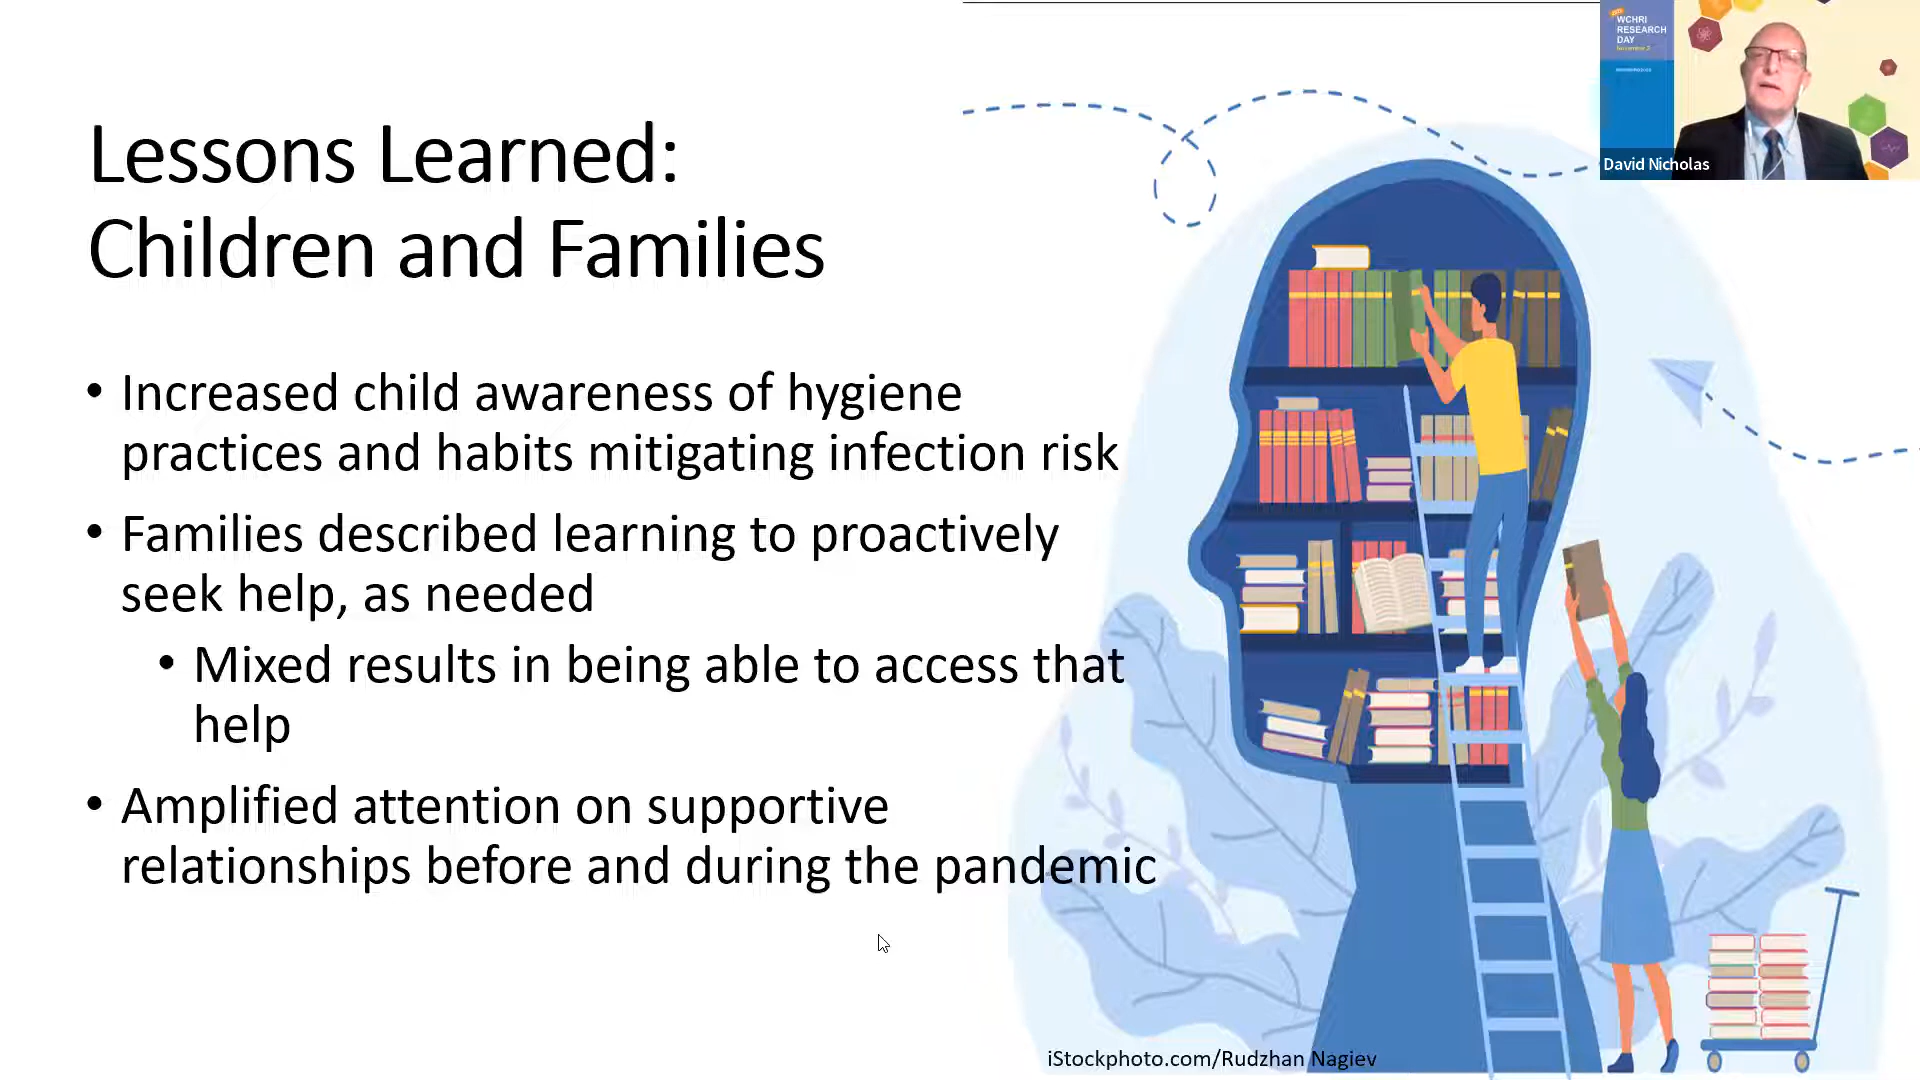 Lessons Learned:
Children and Families
• Increased child awareness of hygiene
practices and habits mitigating infection risk
• Families described learning to proactively
seek help, as needed
• Mixed results in being able to access that
help
• Amplified attention on supportive
relationships before and during the pandemic
iStockphoto.com/Rudzhan Nagiev
WCHRI
RESEARCH
DAY
David Nicholas